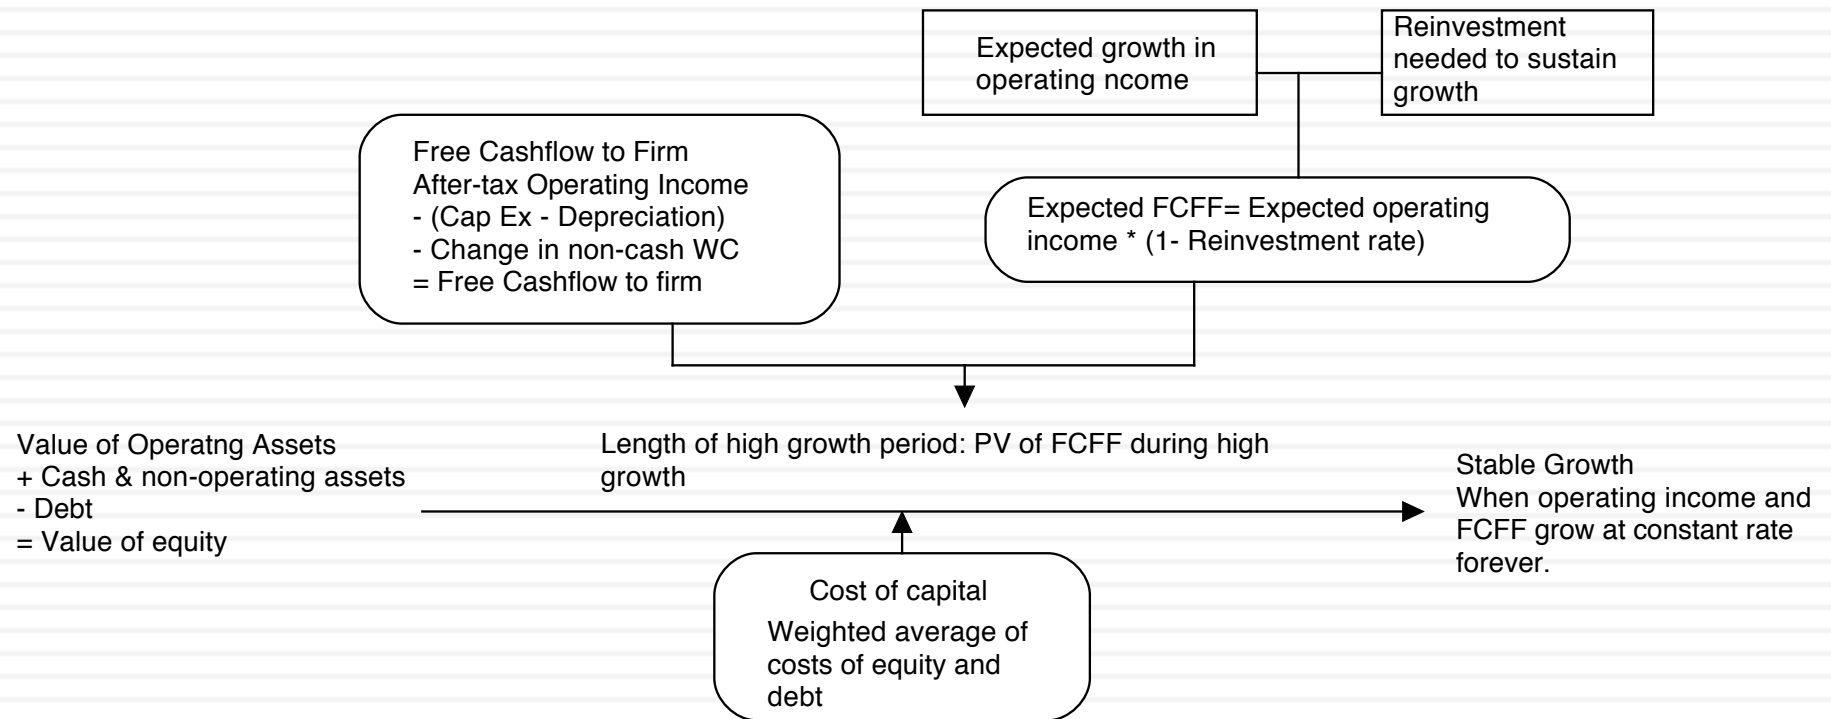 Expected growth in
operating ncome
Reinvestment
needed to sustain
growth
Free Cashflow to Firm
After-tax Operating Income
- (Cap Ex - Depreciation)
- Change in non-cash WC
= Free Cashflow to firm
Expected FCFF= Expected operating
income * (1- Reinvestment rate)
Value of Operatng Assets
+ Cash & non-operating assets
- Debt
= Value of equity
Length of high growth period: PV of FCFF during high
growth
Stable Growth
When operating income and
FCFF grow at constant rate
forever.
Cost of capital
Weighted average of
costs of equity and
debt